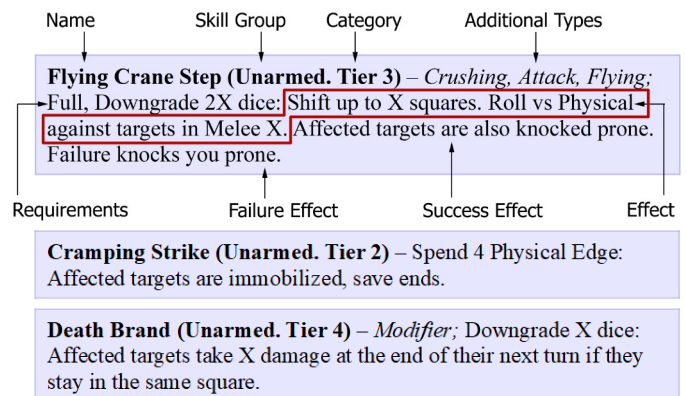 Name Skill Group Category Additional Types
Flying Crane Step (Unarmed. Tier 3) – Crushing, Attack, Flying;
Full, Downgrade 2X dice: Shift up to X squares. Roll vs Physical
against targets in Melee X. Affected targets are also knocked prone.
Failure knocks you prone.
Requirements Failure Effect Success Effect Effect
Cramping Strike (Unarmed. Tier 2) – Spend 4 Physical Edge:
Affected targets are immobilized, save ends.
Death Brand (Unarmed. Tier 4) – Modifier; Downgrade X dice:
Affected targets take X damage at the end of their next turn if they
stay in the same square.